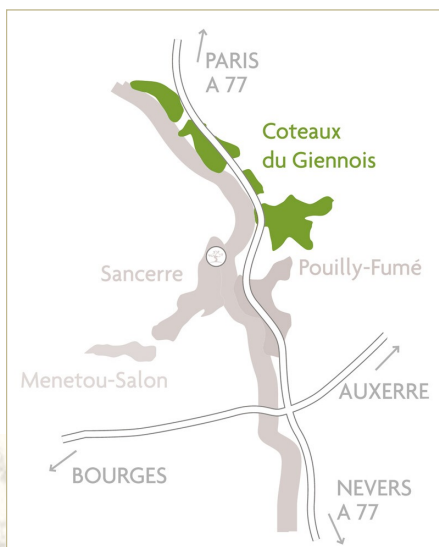 PARIS
A 77
Coteaux
du Giennois
Sancerre
Pouilly-Fumé
Menetou-Salon
AUXERRE
BOURGES
NEVERS
A 77